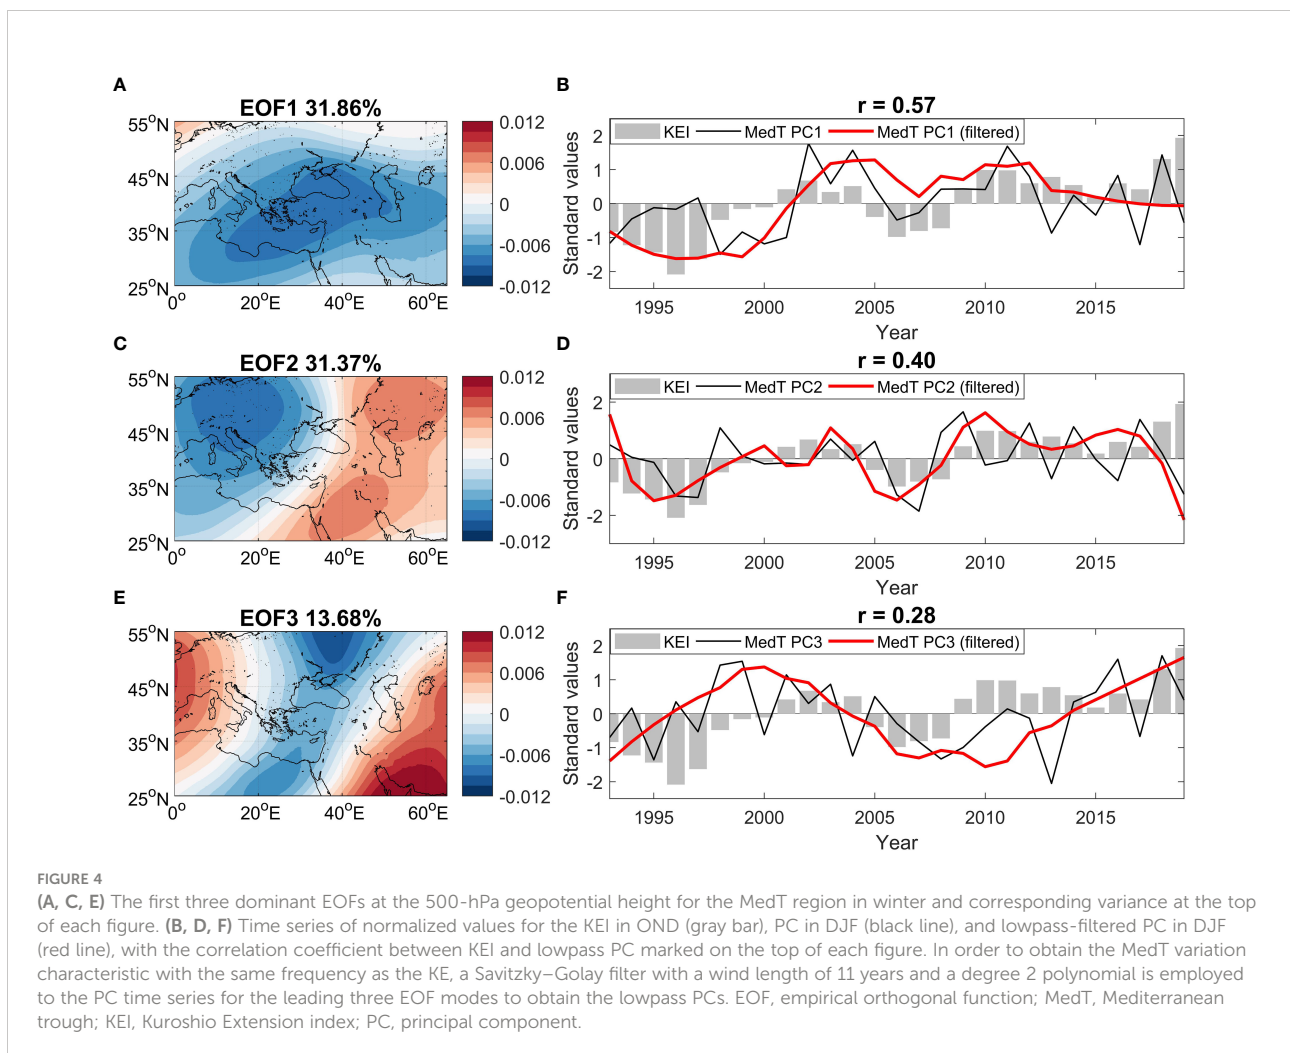 A
EOF1 31.86%
55°N
45°N
35°N
25°N
0°
20°E
40°E
60°E
0.012
0.006
0
-0.006
-0.012
B
r = 0.57
KEI
MedT PC1
MedT PC1 (filtered)
Standard values
2
1
0
-1
-2
1995
2000
2005
2010
2015
Year
C
EOF2 31.37%
55°N
45°N
35°N
25°N
0°
20°E
40°E
60°E
0.012
0.006
0
-0.006
-0.012
D
r = 0.40
KEI
MedT PC2
MedT PC2 (filtered)
Standard values
2
0
-2
1995
2000
2005
2010
2015
Year
E
EOF3 13.68%
55°N
45°N
35°N
25°N
0°
20°E
40°E
60°E
0.012
0.006
0
-0.006
-0.012
F
r = 0.28
KEI
MedT PC3
MedT PC3 (filtered)
Standard values
2
1
0
-1
-2
1995
2000
2005
2010
2015
Year
FIGURE 4
(A, C, E) The first three dominant EOFs at the 500-hPa geopotential height for the MedT region in winter and corresponding variance at the top
of each figure. (B, D, F) Time series of normalized values for the KEI in OND (gray bar), PC in DJF (black line), and lowpass-filtered PC in DJF
(red line), with the correlation coefficient between KEI and lowpass PC marked on the top of each figure. In order to obtain the MedT variation
characteristic with the same frequency as the KE, a Savitzky–Golay filter with a wind length of 11 years and a degree 2 polynomial is employed
to the PC time series for the leading three EOF modes to obtain the lowpass PCs. EOF, empirical orthogonal function; MedT, Mediterranean
trough; KEI, Kuroshio Extension index; PC, principal component.